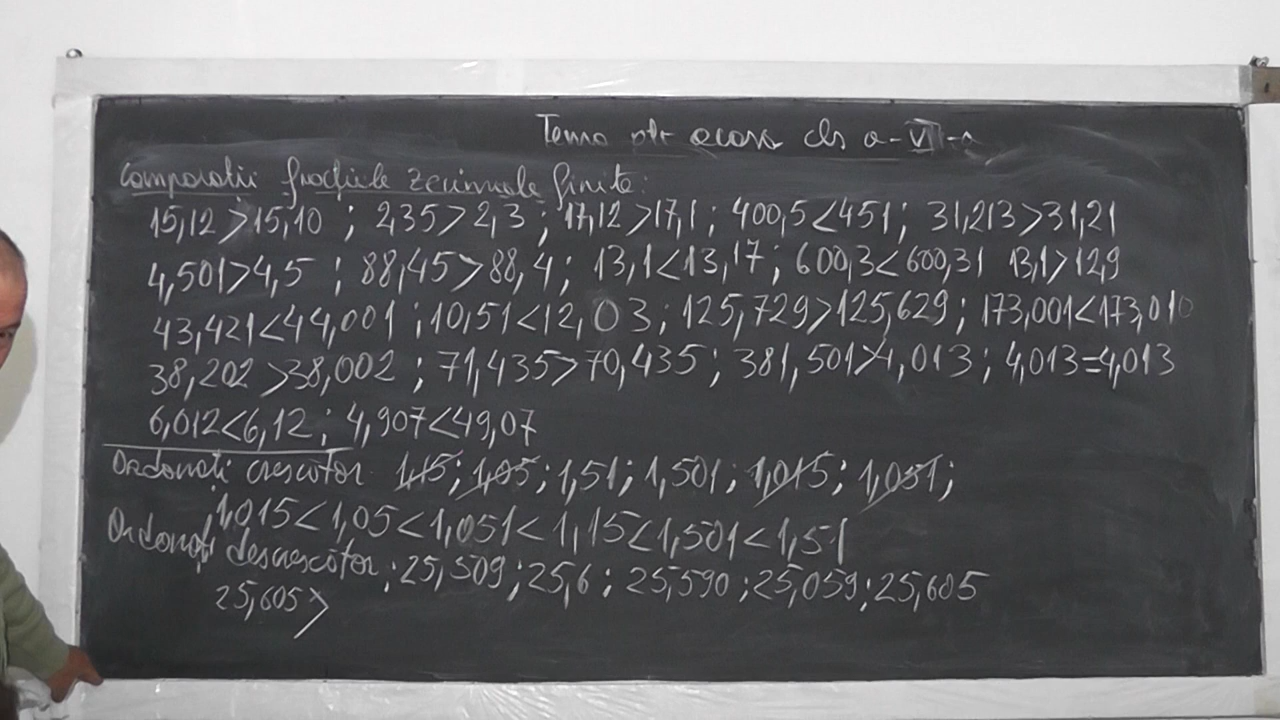 Tema ptr acasa cls a-VI-a
Comparatii fractiile zecimale finite:
15,12>15,10 ; 2,35>2,3 ; 17,12>17,1 ; 400,5<451 ; 31,213>31,21
4,501>4,5 ; 88,45>88,4 ; 13,1<13,17 ; 600,3<600,31 13,1>12,9
43,421<44,001 ; 10,51<12,03 ; 125,729>125,629 ; 173,001<173,010
38,202>38,002 ; 71,435>70,435 ; 381,501>4,013 ; 4,013=4,013
6,012<6,12 ; 4,907<49,07
Ordonați crescător 1,15; 1,05; 1,51; 1,501; 1,015; 1,051;
1,015<1,05<1,051<1,15<1,501<1,51
Ordonați descrescător; 25,509; 25,6; 25,590; 25,059; 25,605
25,605>